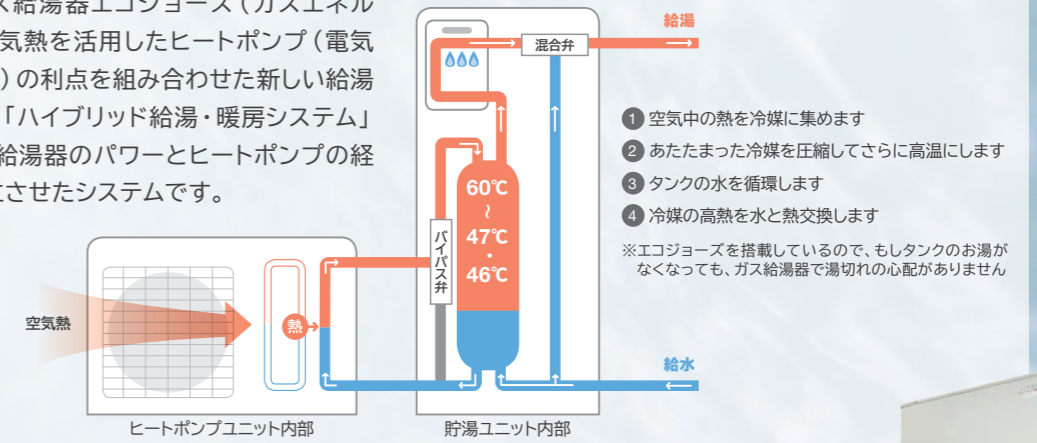 ス給湯器エコジョーズ（ガスエネル
気熱を活用したヒートポンプ（電気
）の利点を組み合わせた新しい給湯
「ハイブリッド給湯・暖房システム」
給湯器のパワーとヒートポンプの経
させたシステムです。
給湯
混合弁
1 空気中の熱を冷媒に集めます
2 あたたまった冷媒を圧縮してさらに高温にします
3 タンクの水を循環します
4 冷媒の高熱を水と熱交換します
※エコジョーズを搭載しているので、もしタンクのお湯が
なくなっても、ガス給湯器で湯切れの心配がありません
60℃
〜
47℃
・
46℃
バイパス弁
空気熱
熱
給水
ヒートポンプユニット内部
貯湯ユニット内部